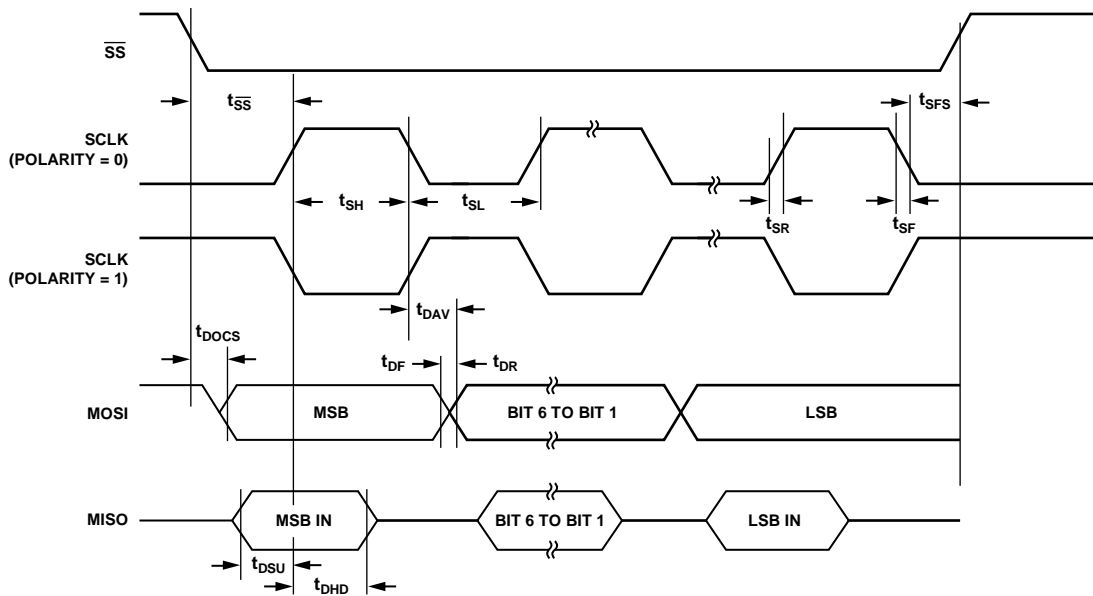 SS
tSS
tSFS
SCLK
(POLARITY = 0)
tSH
tSL
tSR
tSF
SCLK
(POLARITY = 1)
tDAV
tDOCS
tDF
tDR
MOSI
MSB
BIT 6 TO BIT 1
LSB
MISO
MSB IN
BIT 6 TO BIT 1
LSB IN
tDSU
tDHD